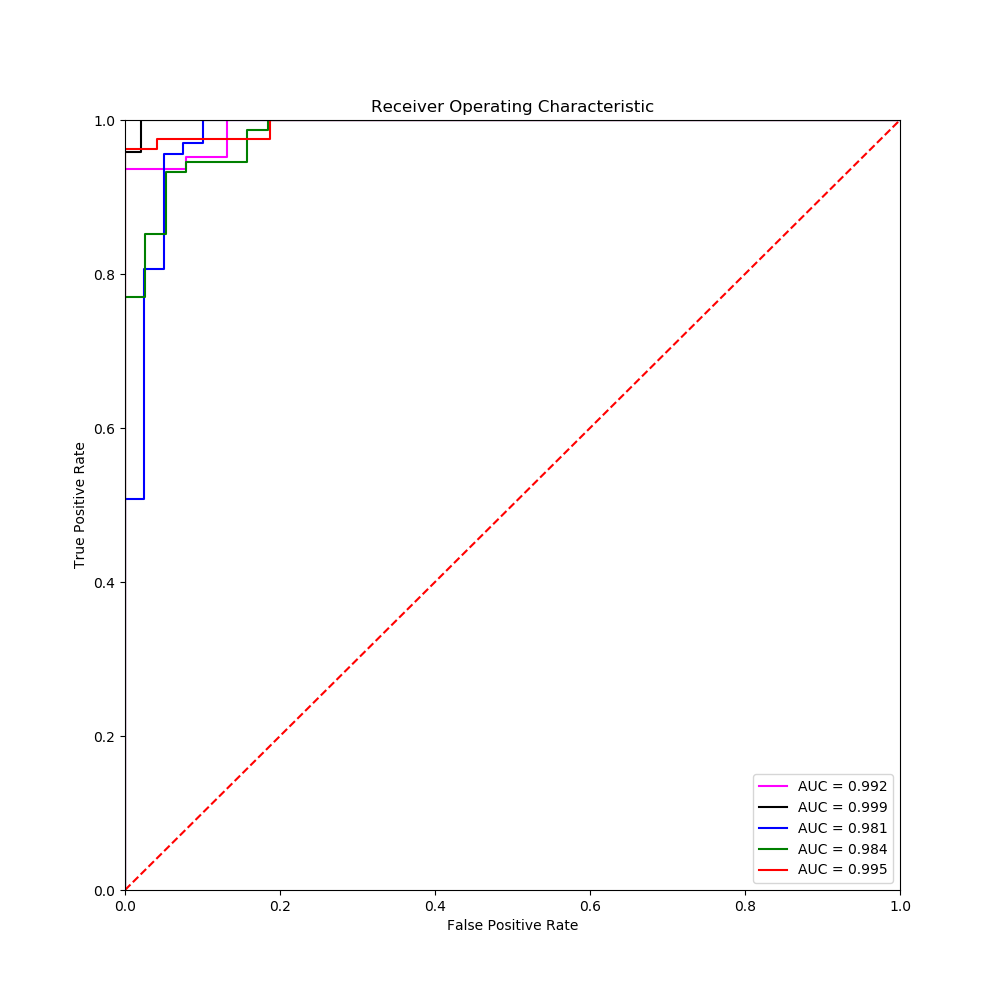 Receiver Operating Characteristic
1.0
0.8
0.6
0.4
0.2
0.0
True Positive Rate
0.0 0.2 0.4 0.6 0.8 1.0
False Positive Rate
AUC = 0.992
AUC = 0.999
AUC = 0.981
AUC = 0.984
AUC = 0.995